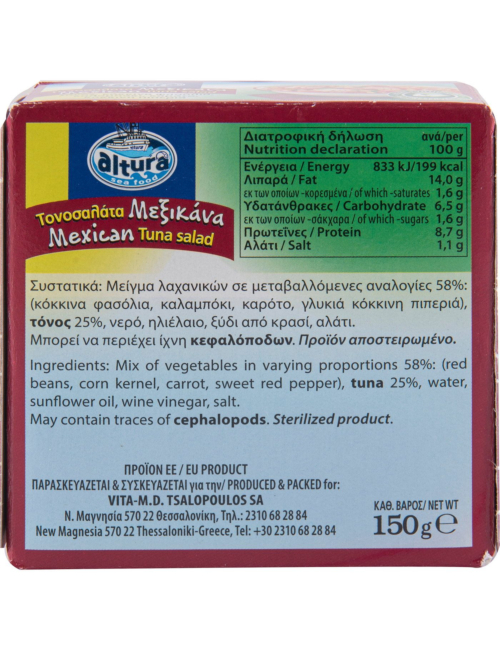 altura
sea food
Τονοσαλάτα Μεξικάνα
Mexican Tuna salad
Διατροφική δήλωση ανά/per
Nutrition declaration 100 g
Ενέργεια / Energy 833 kJ/199 kcal
Λιπαρά / Fat 14,0 g
εκ των οποίων -κορεσμένα / of which -saturates 1,6 g
Υδατάνθρακες / Carbohydrate 6,5 g
εκ των οποίων -σάκχαρα / of which -sugars 1,6 g
Πρωτεΐνες / Protein 8,7 g
Αλάτι / Salt 1,1 g
Συστατικά: Μείγμα λαχανικών σε μεταβαλλόμενες αναλογίες 58%:
(κόκκινα φασόλια, καλαμπόκι, καρότο, γλυκιά κόκκινη πιπεριά),
τόνος 25%, νερό, ηλιέλαιο, ξύδι από κρασί, αλάτι.
Μπορεί να περιέχει ίχνη κεφαλόποδων. Προϊόν αποστειρωμένο.
Ingredients: Mix of vegetables in varying proportions 58%: (red
beans, corn kernel, carrot, sweet red pepper), tuna 25%, water,
sunflower oil, wine vinegar, salt.
May contain traces of cephalopods. Sterilized product.
ΠΡΟΪΟΝ ΕΕ / EU PRODUCT
ΠΑΡΑΣΚΕΥΑΖΕΤΑΙ & ΣΥΣΚΕΥΑΖΕΤΑΙ για την/ PRODUCED & PACKED for:
VITA-M.D. TSALOPOULOS SA
Ν. Μαγνησία 570 22 Θεσσαλονίκη, Τηλ.: 2310 68 28 84
New Magnesia 570 22 Thessaloniki-Greece, Tel: +30 2310 68 28 84
ΚΑΘ. ΒΑΡΟΣ/ NET WT
150g℮